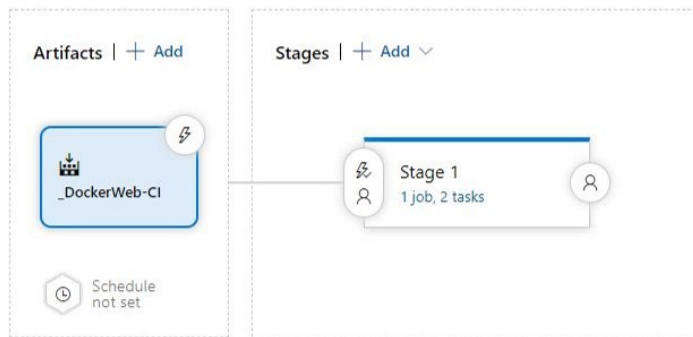 Artifacts | + Add
Stages | + Add
_DockerWeb-CI
Stage 1
1 job, 2 tasks
Schedule
not set